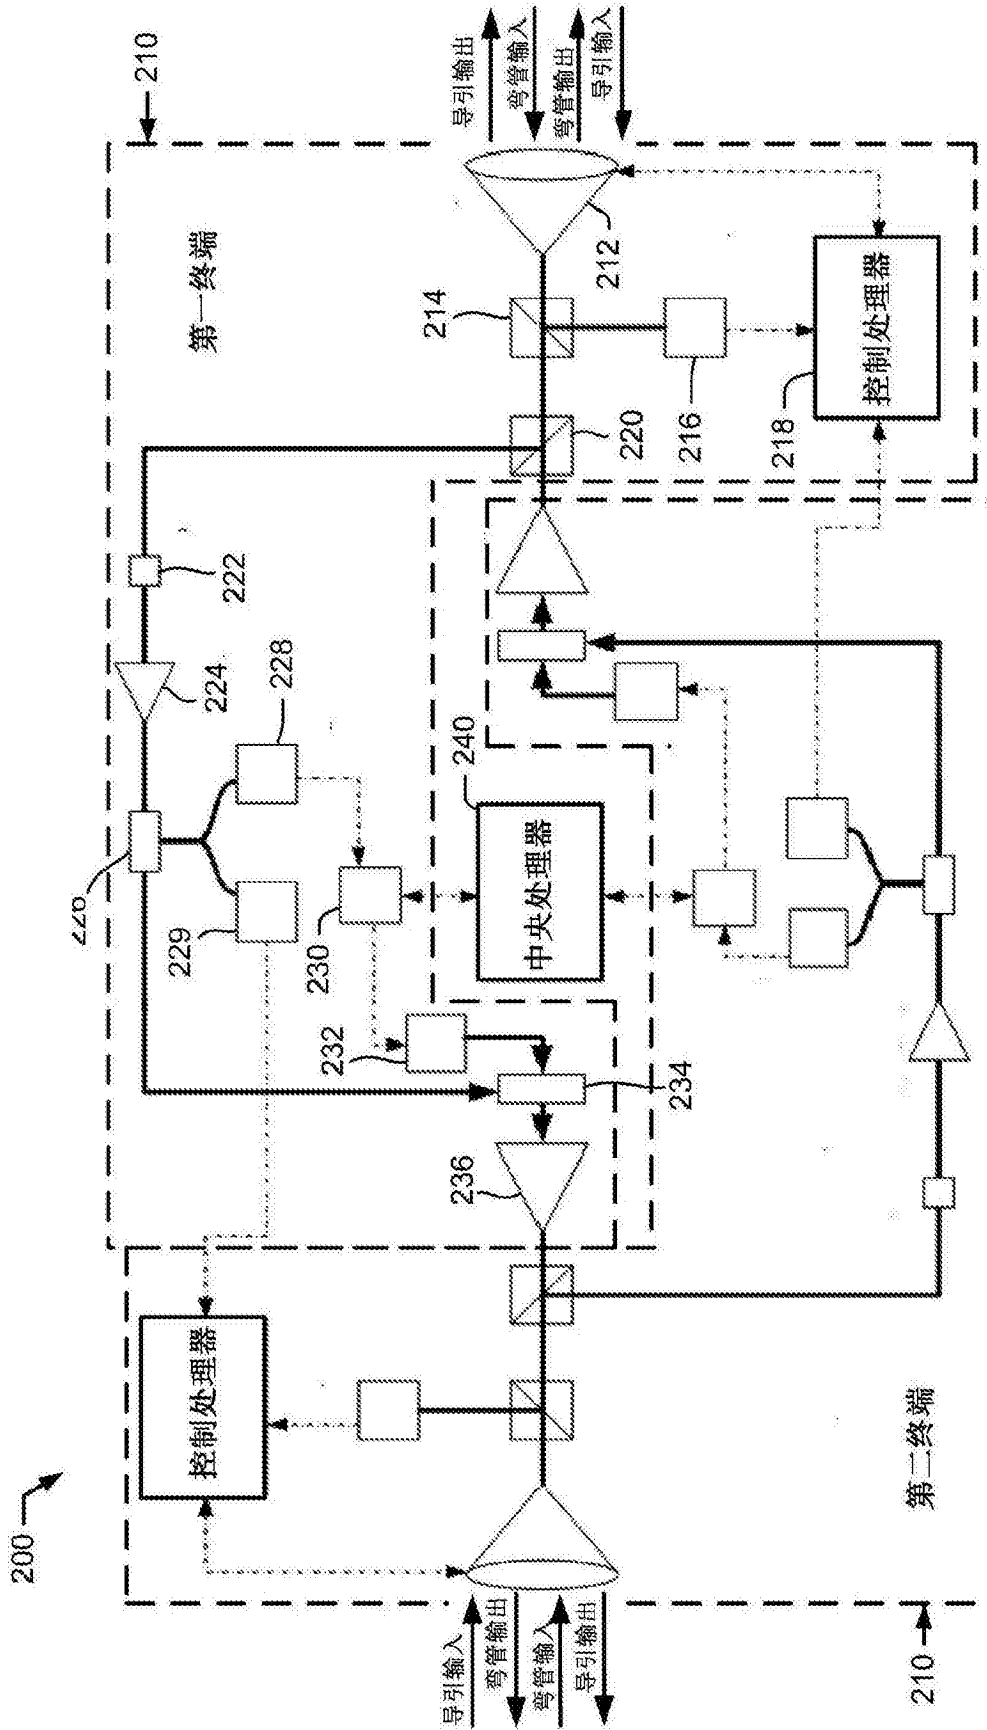 200
210
第一终端
导引输出
弯管输入
弯管输出
导引输入
212
214
216
218
控制处理器
220
222
224
228
229
230
232
234
236
240
中央处理器
控制处理器
第二终端
导引输入
弯管输出
弯管输入
导引输出
210